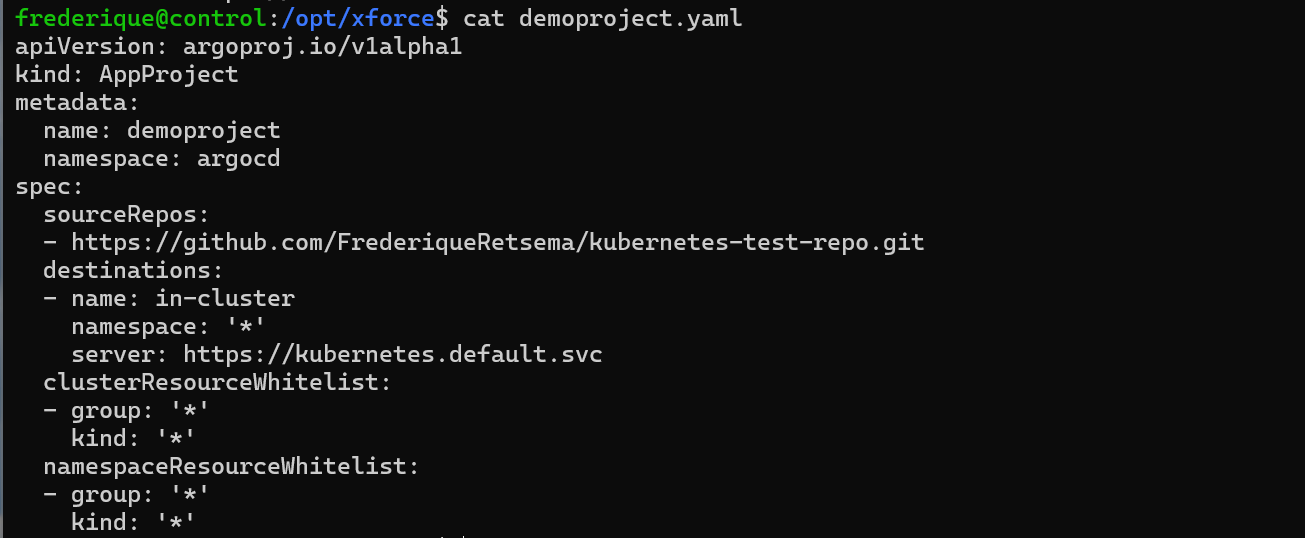 frederique@control:/opt/xforce$ cat demoproject.yaml
apiVersion: argoproj.io/v1alpha1
kind: AppProject
metadata:
  name: demoproject
  namespace: argocd
spec:
  sourceRepos:
  - https://github.com/FrederiqueRetsema/kubernetes-test-repo.git
  destinations:
  - name: in-cluster
    namespace: '*'
    server: https://kubernetes.default.svc
  clusterResourceWhitelist:
  - group: '*'
    kind: '*'
  namespaceResourceWhitelist:
  - group: '*'
    kind: '*'